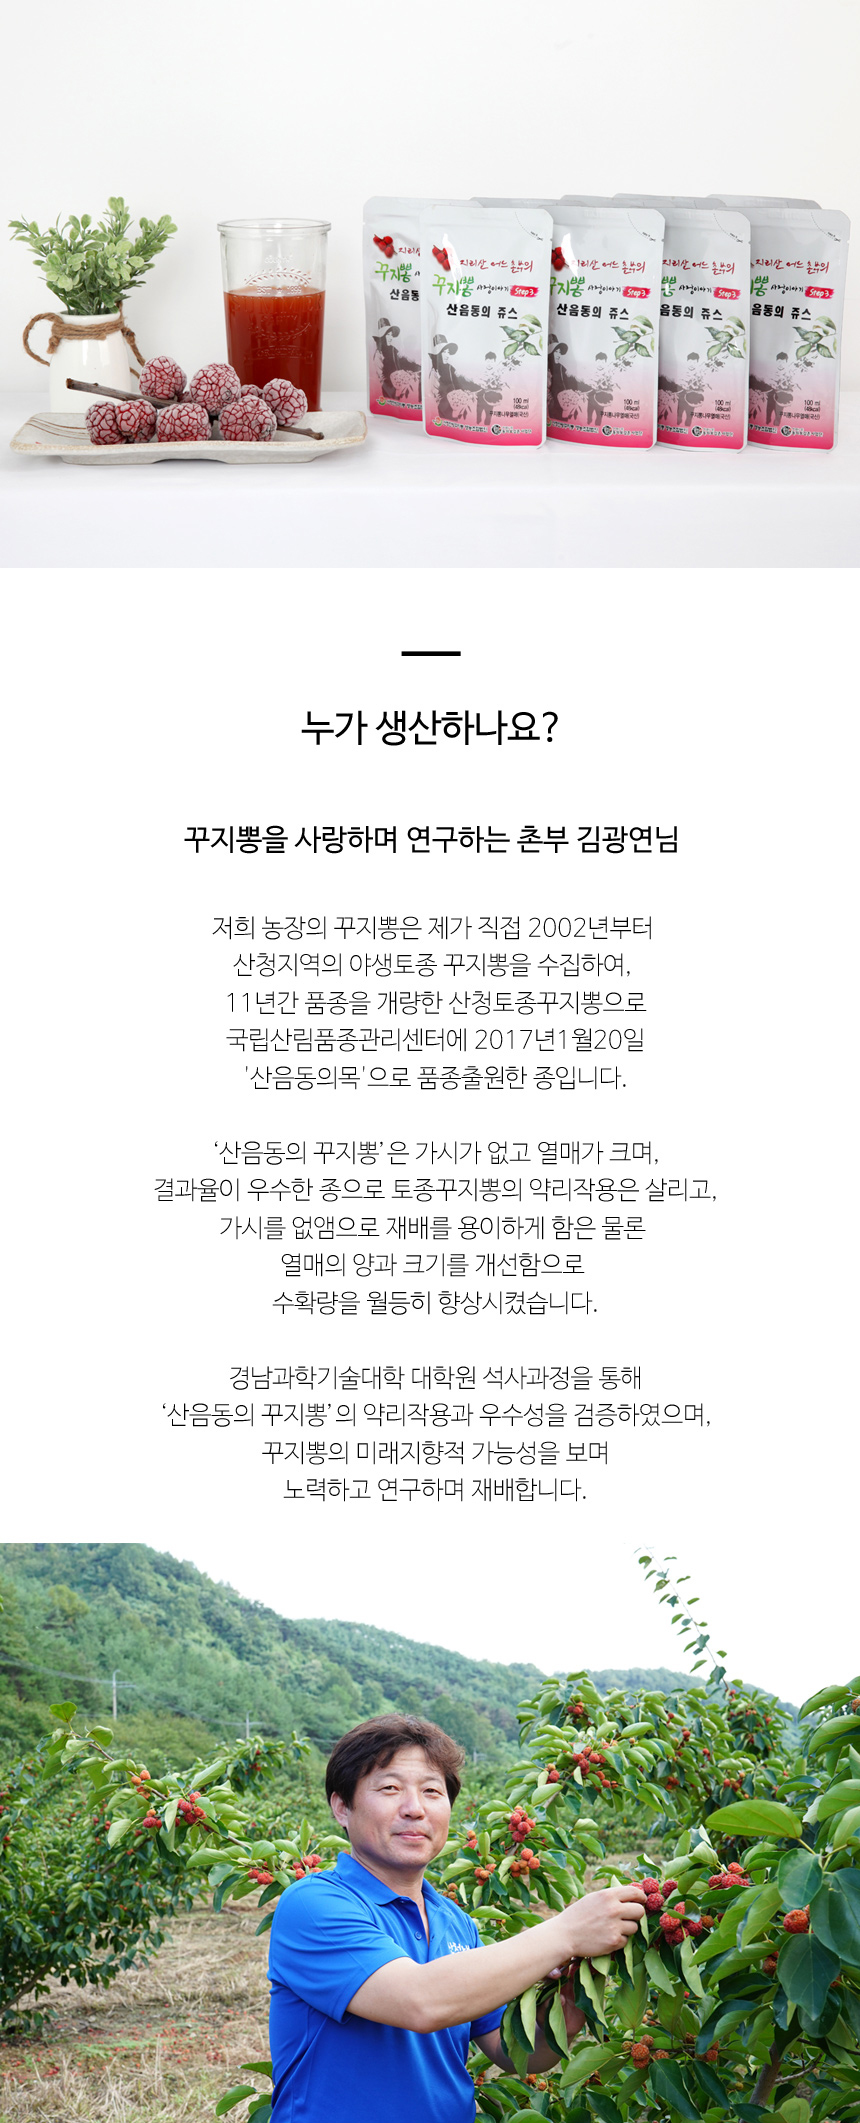 지리산 어느 촌부의
꾸지뽕 사랑이야기 Step 3
산음동의 쥬스
100 ml
꾸지뽕나무열매(국산)
누가 생산하나요?
꾸지뽕을 사랑하며 연구하는 촌부 김광연님
저희 농장의 꾸지뽕은 제가 직접 2002년부터
산청지역의 야생토종 꾸지뽕을 수집하여,
11년간 품종을 개량한 산청토종꾸지뽕으로
국립산림품종관리센터에 2017년1월20일
'산음동의목'으로 품종출원한 종입니다.
‘산음동의 꾸지뽕’은 가시가 없고 열매가 크며,
결과율이 우수한 종으로 토종꾸지뽕의 약리작용은 살리고,
가시를 없앰으로 재배를 용이하게 함은 물론
열매의 양과 크기를 개선함으로
수확량을 월등히 향상시켰습니다.
경남과학기술대학 대학원 석사과정을 통해
‘산음동의 꾸지뽕’의 약리작용과 우수성을 검증하였으며,
꾸지뽕의 미래지향적 가능성을 보며
노력하고 연구하며 재배합니다.